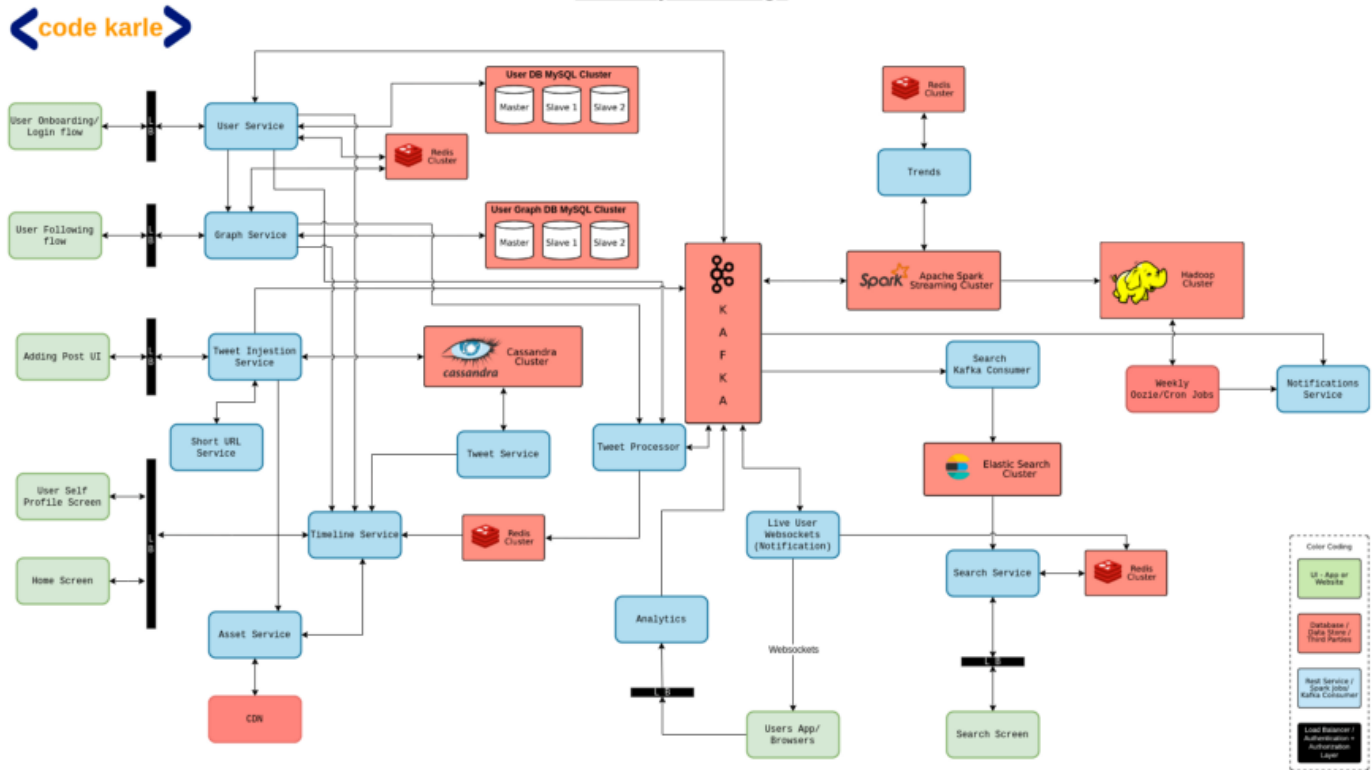 code karle
User Onboarding/
Login flow
LB
User Service
User DB MySQL Cluster
Master
Slave 1
Slave 2
Redis
Cluster
Redis
Cluster
Trends
User Following
flow
LB
Graph Service
User Graph DB MySQL Cluster
Master
Slave 1
Slave 2
K
A
F
K
A
Spark
Apache Spark
Streaming Cluster
Hadoop
Cluster
Adding Post UI
LB
Tweet Injestion
Service
cassandra
Cassandra
Cluster
Search
Kafka Consumer
Weekly
Oozie/Cron Jobs
Notifications
Service
Short URL
Service
Tweet Service
Tweet Processor
Elastic Search
Cluster
User Self
Profile Screen
LB
Timeline Service
Redis
Cluster
Live User
Websockets
(Notification)
Home Screen
Search Service
Redis
Cluster
Asset Service
Analytics
Websockets
LB
LB
CDN
Users App/
Browsers
Search Screen
Color Coding
UI - App or
Website
Database /
Data Store /
Third Parties
Rest Service /
Spark Jobs/
Kafka Consumer
Load Balancer /
Authentication +
Authorization
Layer